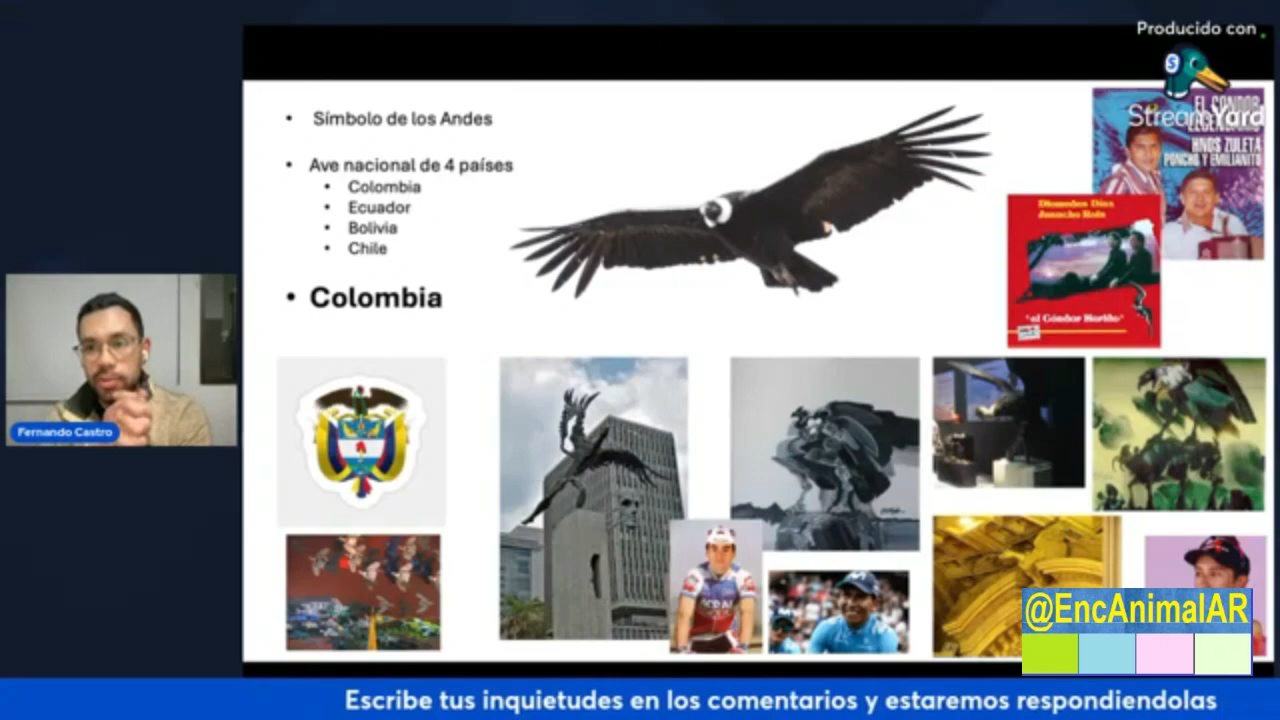 Producido con
StreamYard
Símbolo de los Andes
Ave nacional de 4 países
Colombia
Ecuador
Bolivia
Chile
Colombia
EL CONDOR
LEGENDARIO
HNOS ZULETA
PONCHO Y EMILIANITO
Diomedes Diaz
Juancho Rois
"el Cóndor Herido"
Fernando Castro
@EncAnimalAR
Escribe tus inquietudes en los comentarios y estaremos respondiendolas